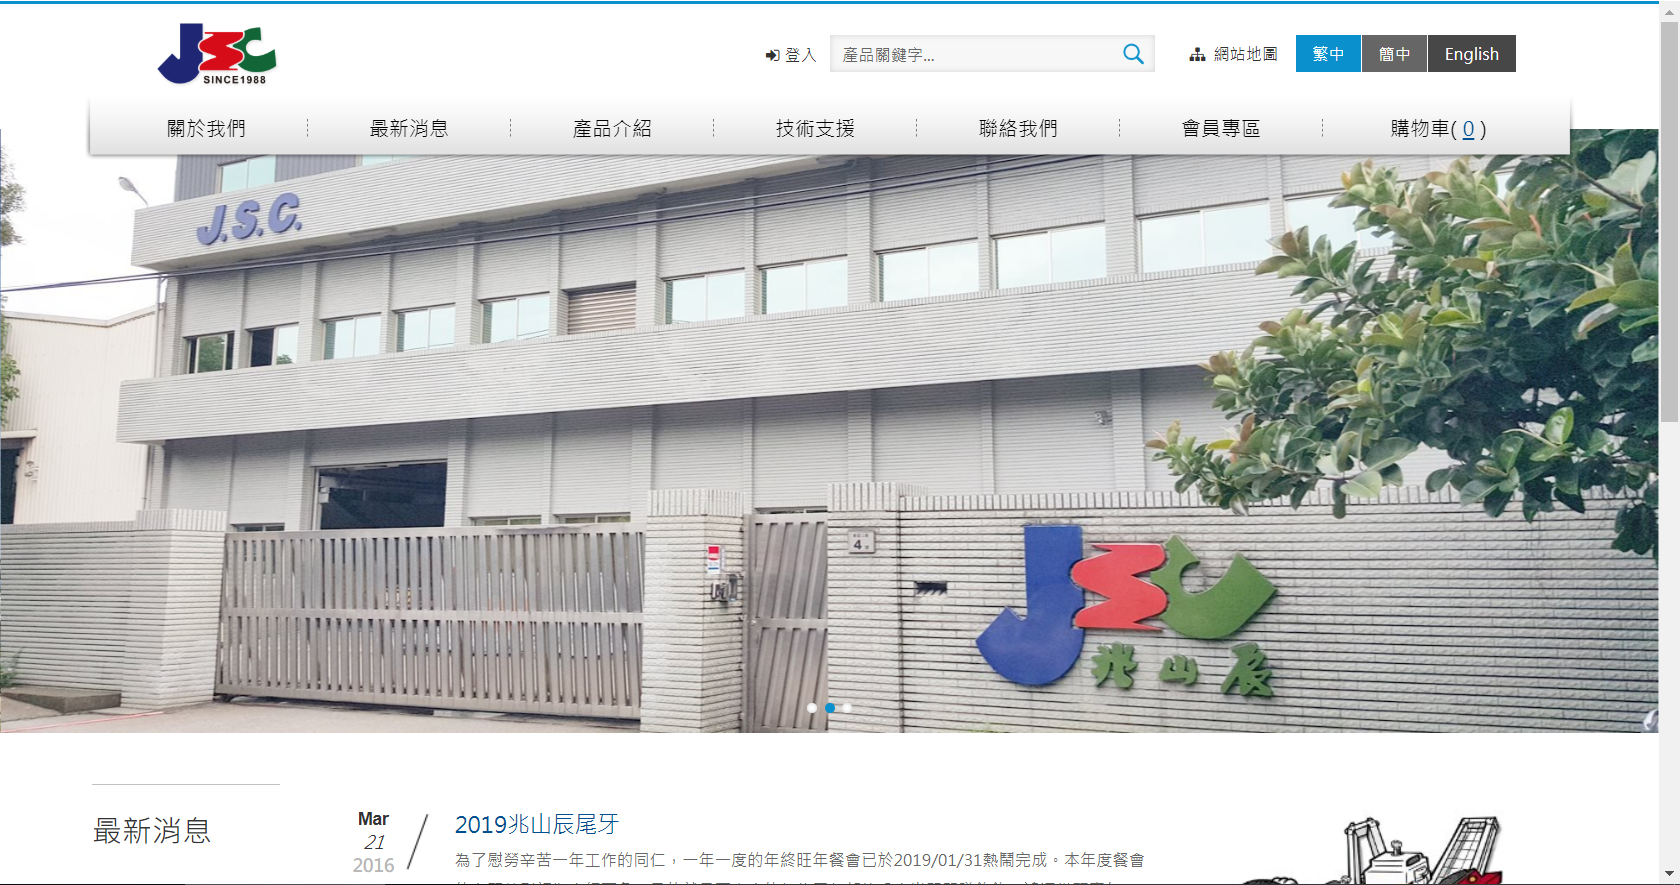 JSC
SINCE1988
登入
產品關鍵字...
網站地圖
繁中
簡中
English
關於我們
最新消息
產品介紹
技術支援
聯絡我們
會員專區
購物車( 0 )
J.S.C.
4
JSC
兆山辰
最新消息
Mar
21
2016
2019兆山辰尾牙
為了慰勞辛苦一年工作的同仁，一年一度的年終旺年餐會已於2019/01/31熱鬧完成。本年度餐會